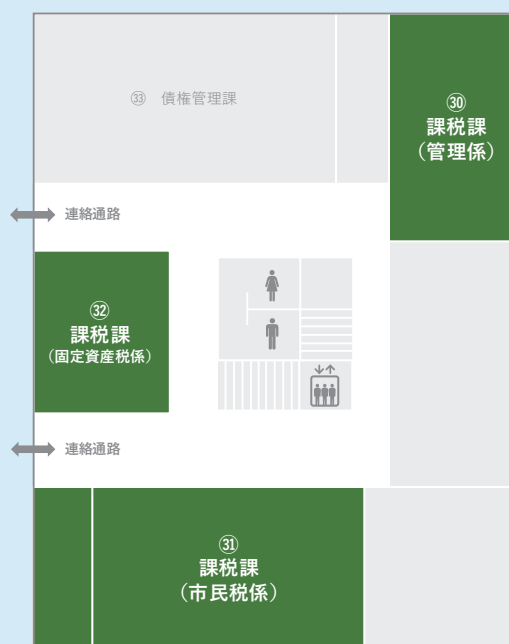 ㉝ 債権管理課
㉚
課税課
（管理係）
連絡通路
㉜
課税課
（固定資産税係）
連絡通路
㉛
課税課
（市民税係）